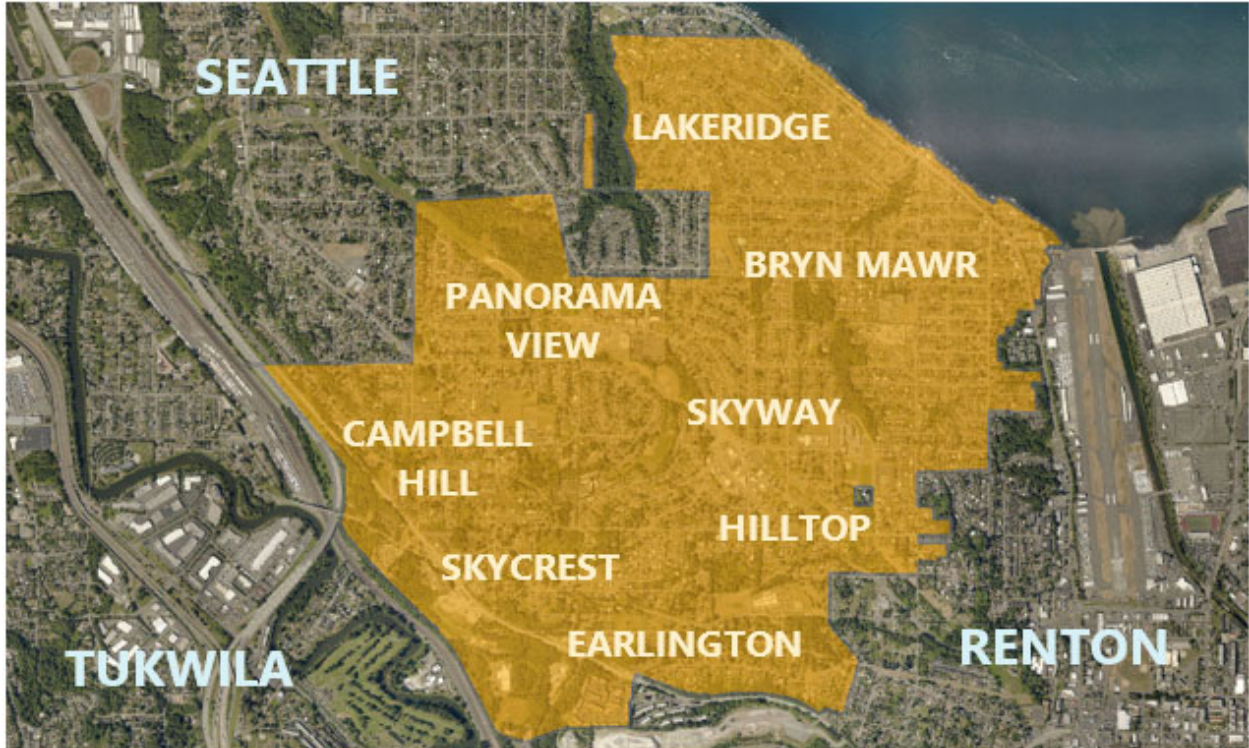 SEATTLE
LAKERIDGE
BRYN MAWR
PANORAMA
VIEW
SKYWAY
CAMPBELL
HILL
HILLTOP
SKYCREST
EARLINGTON
RENTON
TUKWILA